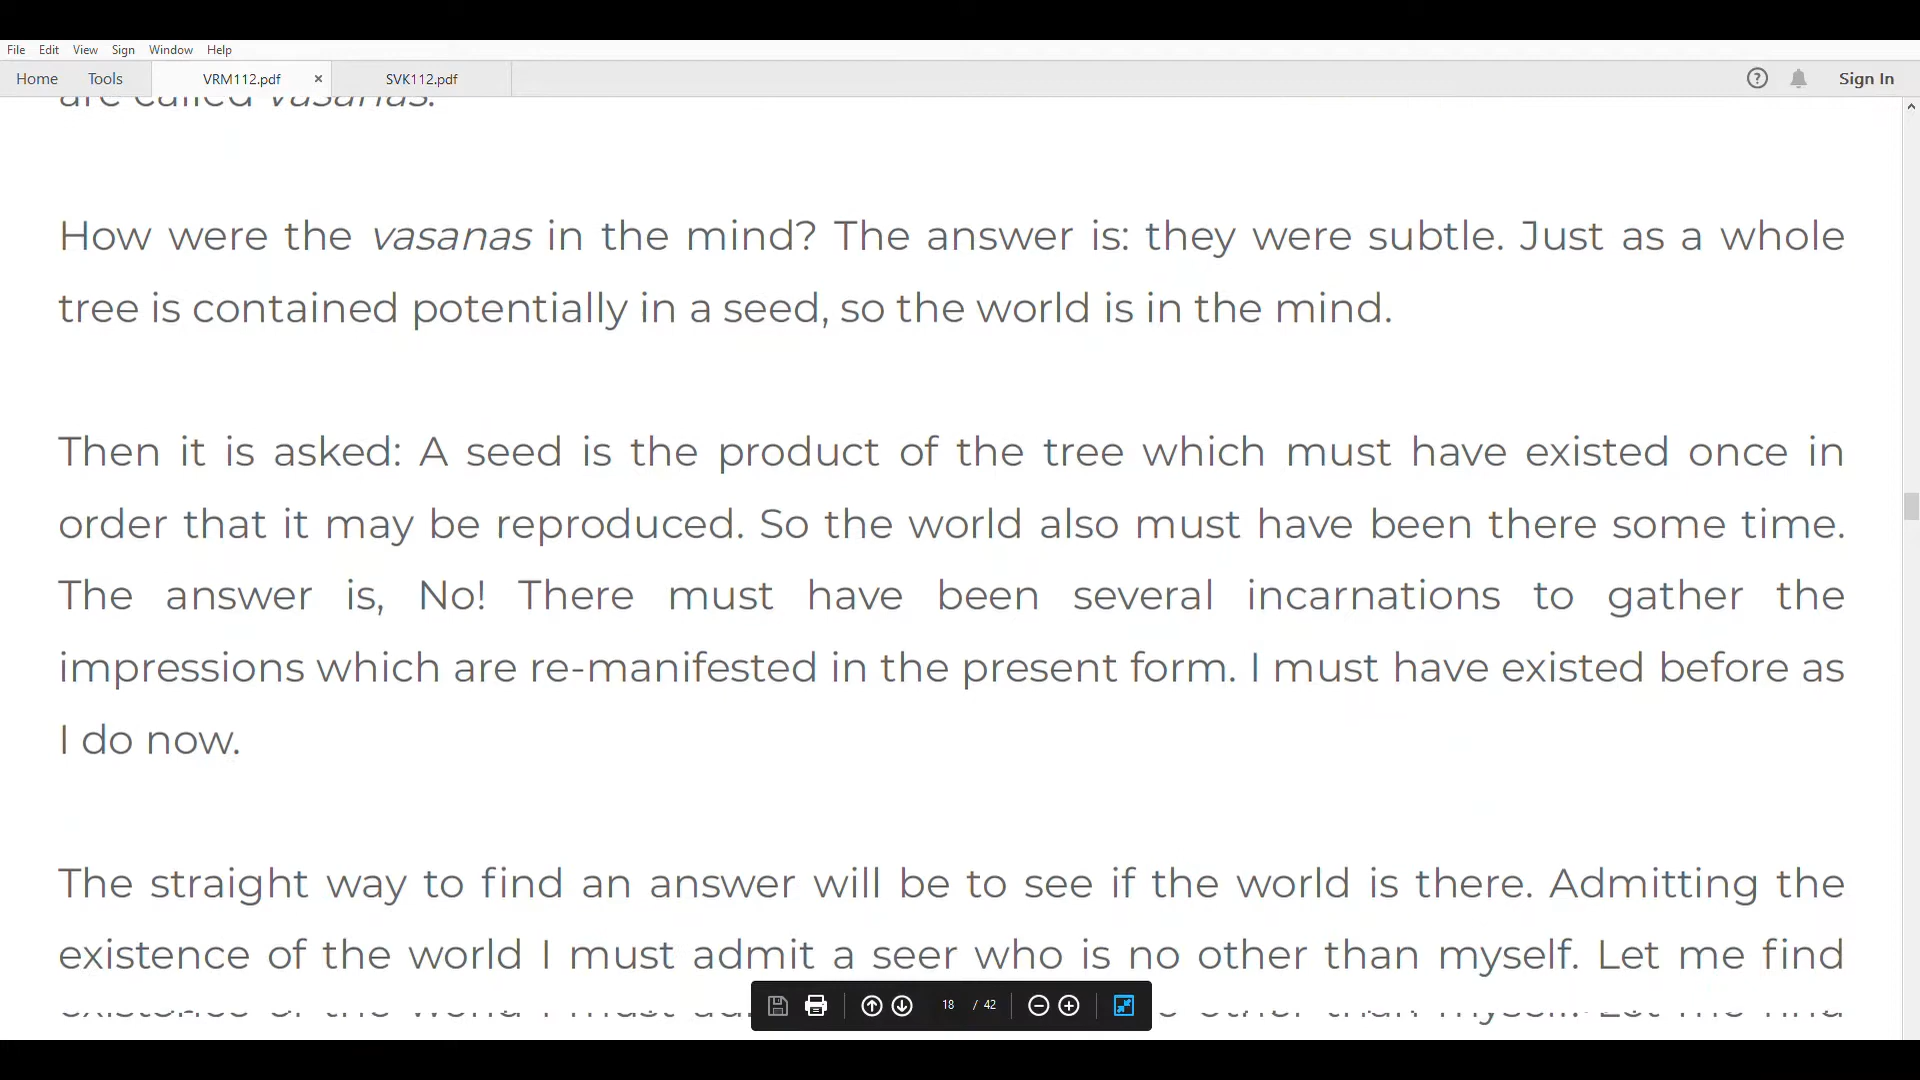 File Edit View Sign Window Help
Home Tools VRM112.pdf × SVK112.pdf ? Sign In
are called vasanas.
How were the vasanas in the mind? The answer is: they were subtle. Just as a whole
tree is contained potentially in a seed, so the world is in the mind.
Then it is asked: A seed is the product of the tree which must have existed once in
order that it may be reproduced. So the world also must have been there some time.
The answer is, No! There must have been several incarnations to gather the
impressions which are re-manifested in the present form. I must have existed before as
I do now.
The straight way to find an answer will be to see if the world is there. Admitting the
existence of the world I must admit a seer who is no other than myself. Let me find
18 / 42